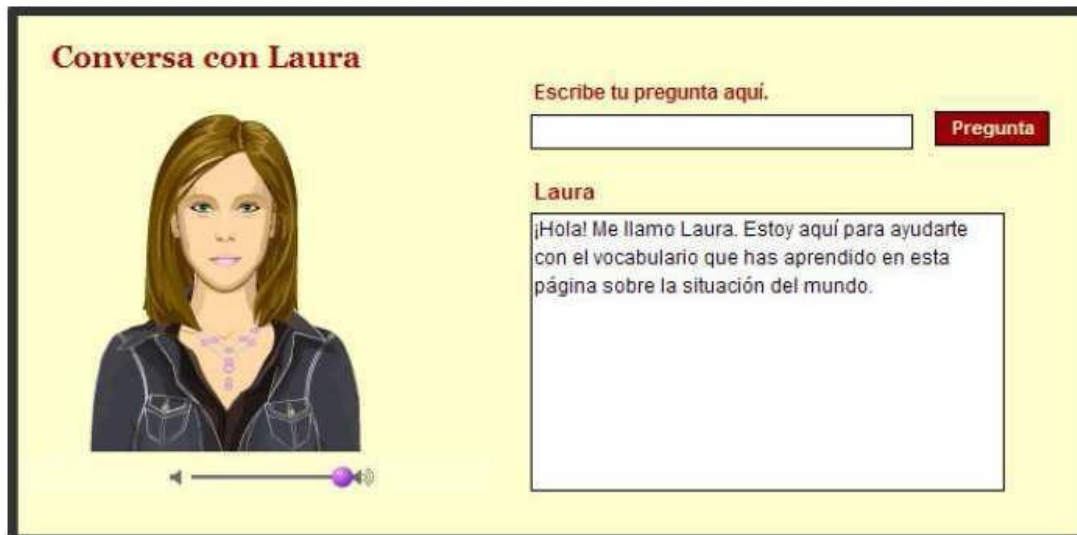 Conversa con Laura
Escribe tu pregunta aquí.
Pregunta
Laura
¡Hola! Me llamo Laura. Estoy aquí para ayudarte
con el vocabulario que has aprendido en esta
página sobre la situación del mundo.